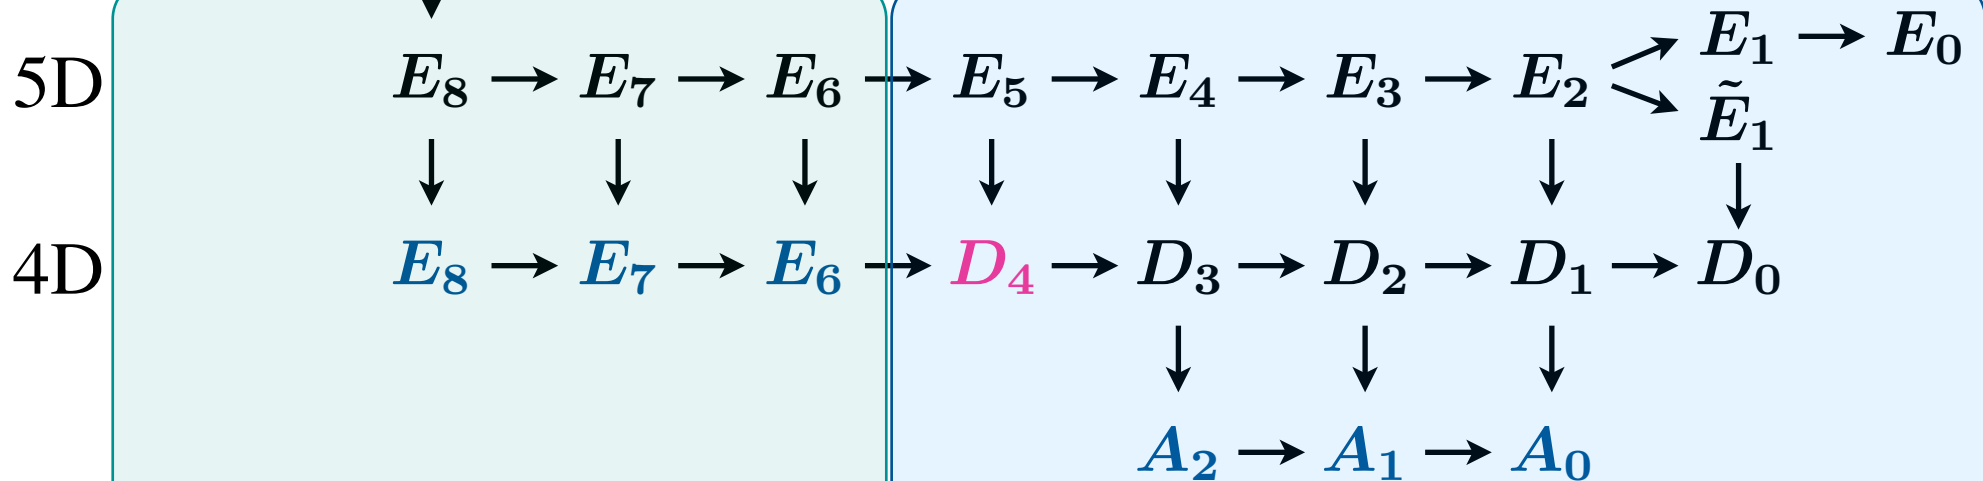 E₁ → E₀
5D E₈ → E₇ → E₆ → E₅ → E₄ → E₃ → E₂
Ẽ₁
4D E₈ → E₇ → E₆ → D₄ → D₃ → D₂ → D₁ → D₀
A₂ → A₁ → A₀